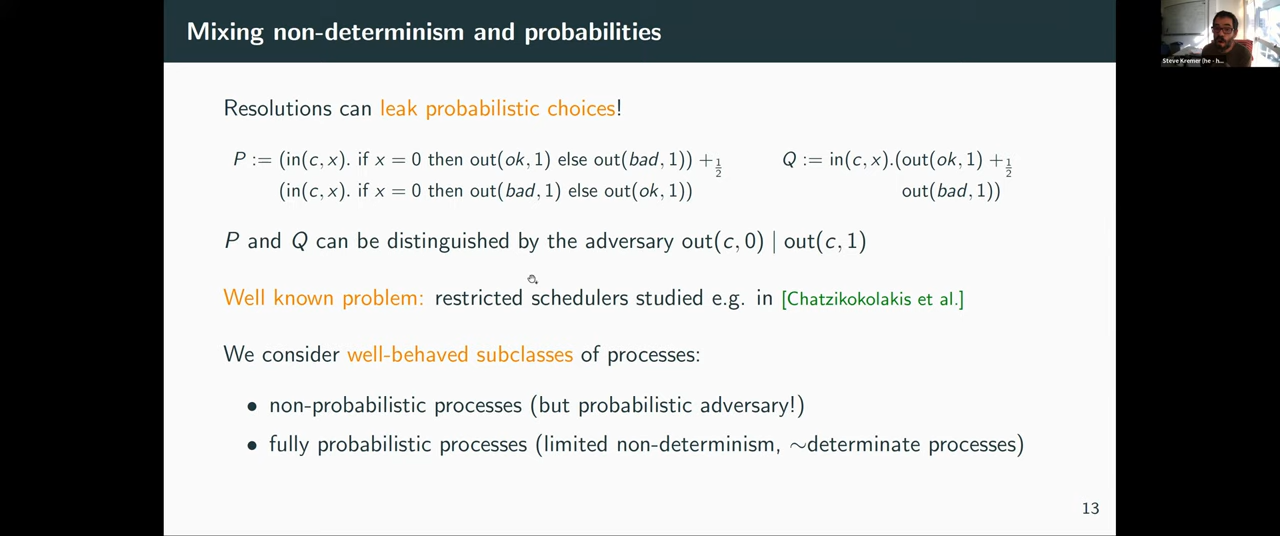 Mixing non-determinism and probabilities
Steve Kremer (he - h...
Resolutions can leak probabilistic choices!
P := (in(c, x). if x = 0 then out(ok, 1) else out(bad, 1)) +½
(in(c, x). if x = 0 then out(bad, 1) else out(ok, 1))
Q := in(c, x).(out(ok, 1) +½
out(bad, 1))
P and Q can be distinguished by the adversary out(c, 0) | out(c, 1)
Well known problem: restricted schedulers studied e.g. in [Chatzikokolakis et al.]
We consider well-behaved subclasses of processes:
• non-probabilistic processes (but probabilistic adversary!)
• fully probabilistic processes (limited non-determinism, ∼determinate processes)
13